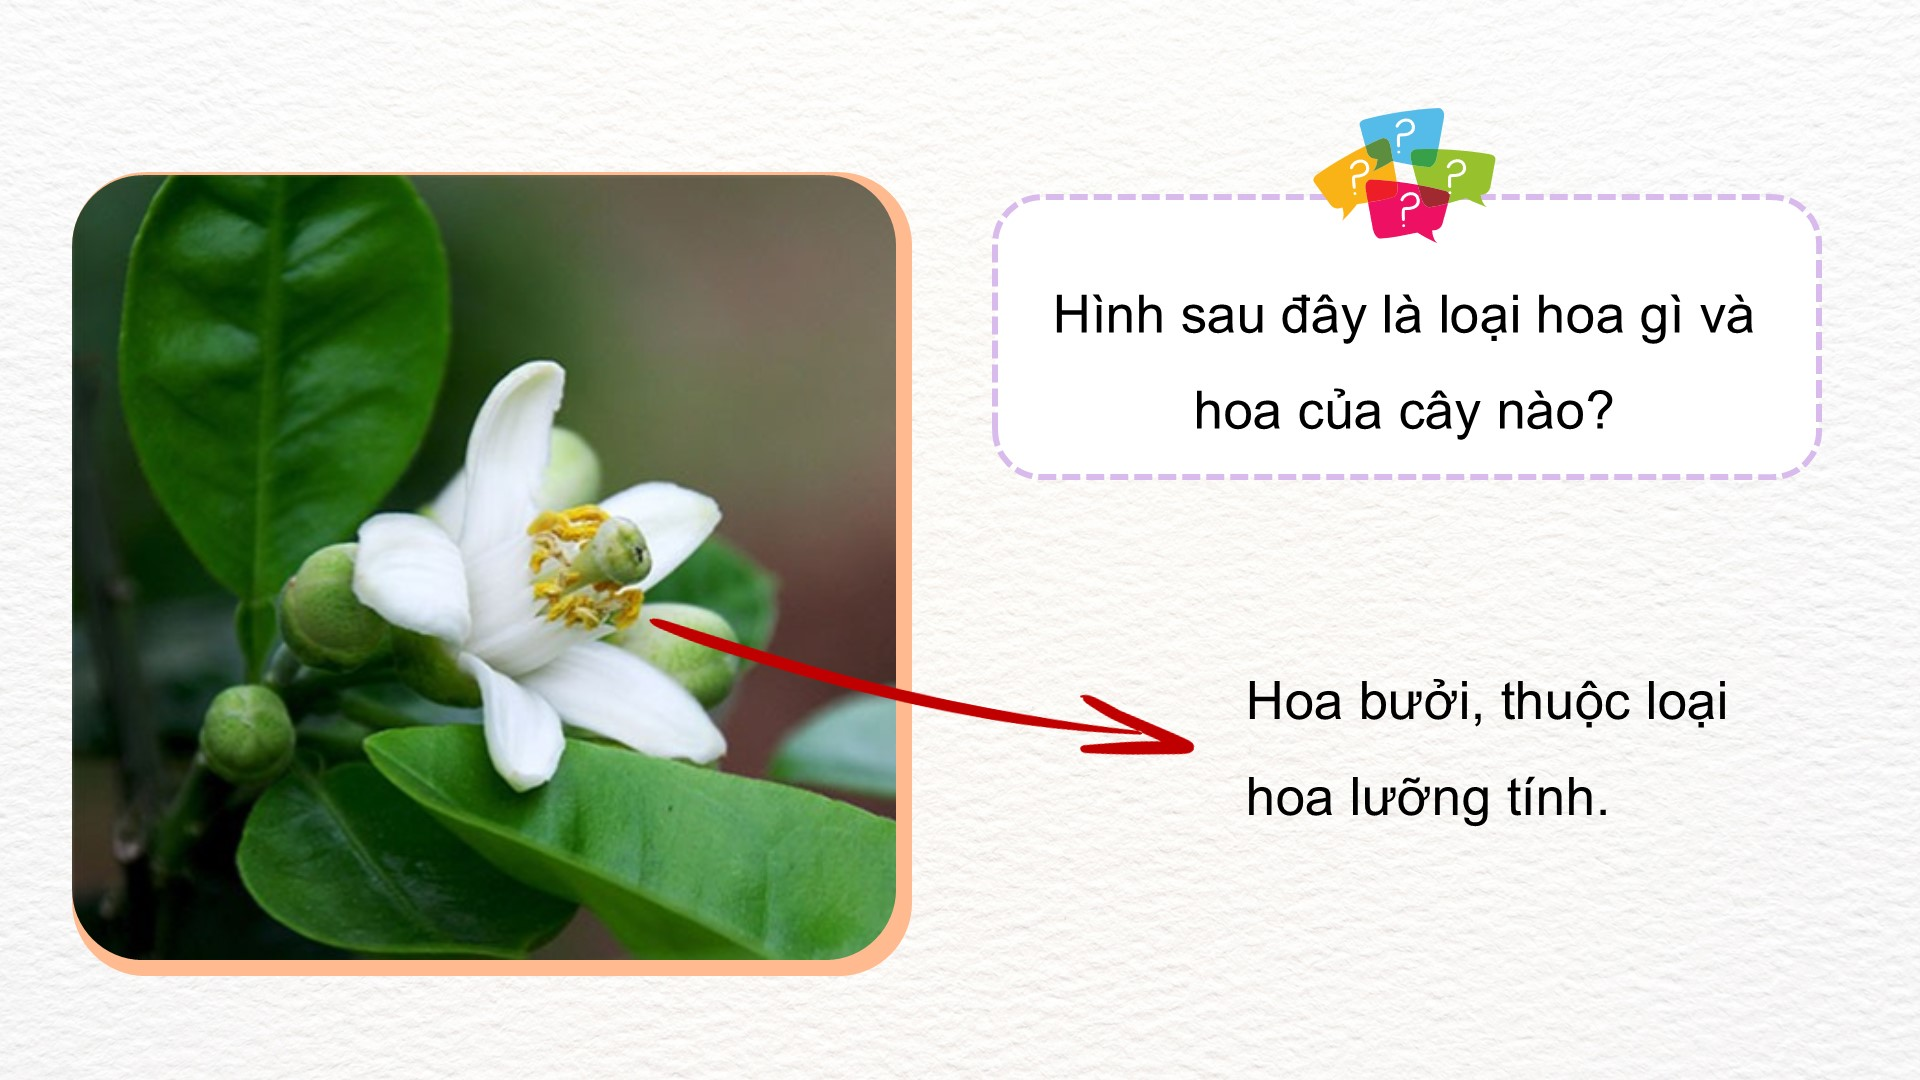 ? ? ? ?
Hình sau đây là loại hoa gì và
hoa của cây nào?
Hoa bưởi, thuộc loại
hoa lưỡng tính.